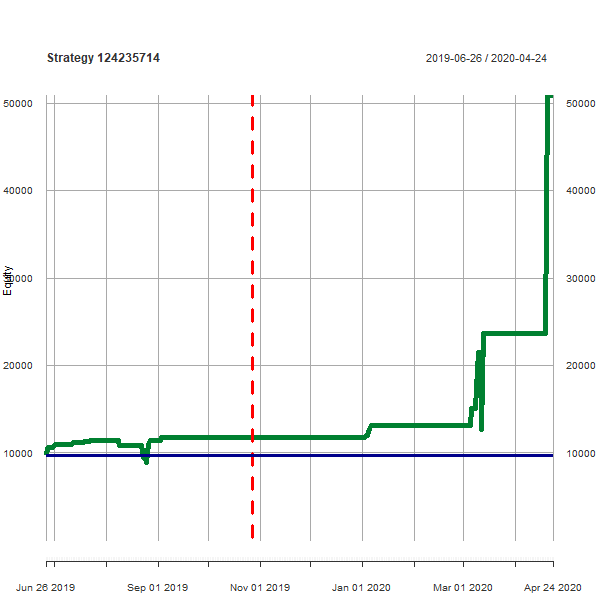 Strategy 124235714
2019-06-26 / 2020-04-24
50000
50000
40000
40000
30000
30000
Equity
20000
20000
10000
10000
Jun 26 2019
Sep 01 2019
Nov 01 2019
Jan 01 2020
Mar 01 2020
Apr 24 2020